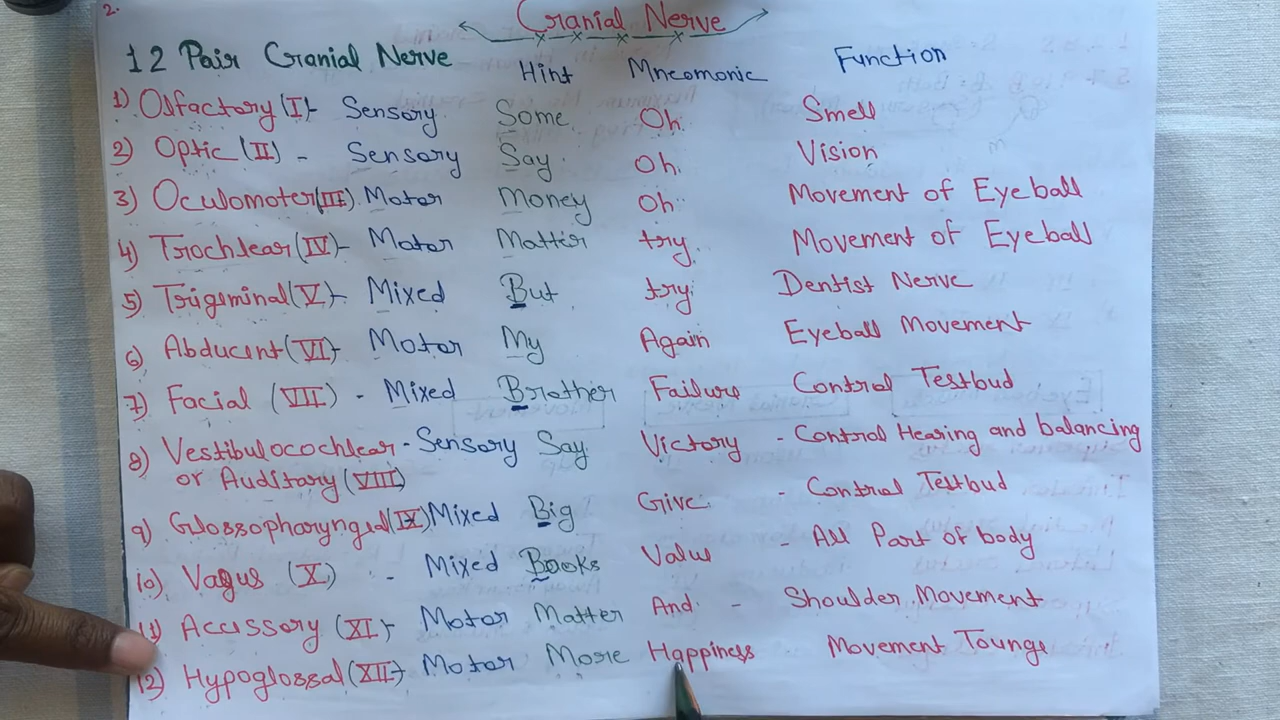 2.
Cranial Nerve
12 Pair Cranial Nerve Hint Mnemonic Function
1) Olfactory (I)- Sensory Some Oh Smell
2) Optic (II) - Sensory Say Oh Vision
3) Oculomoter (III) Motor Money Oh Movement of Eyeball
4) Trochlear (IV)- Motor Matter try Movement of Eyeball
5) Trigeminal (V)- Mixed But try Dentist Nerve
6) Abducent (VI)- Motor My Again Eyeball Movement
7) Facial (VII) - Mixed Brother Failure Control Testbud
8) Vestibulocochlear - Sensory Say Victory - Control Hearing and balancing
or Auditary (VIII)
9) Glossopharyngeal (IX) Mixed Big Give - Control Testbud
10) Vagus (X) - Mixed Books Value - All Part of body
11) Accessory (XI)- Motor Matter And - Shoulder Movement
12) Hypoglossal (XII)- Motor More Happiness Movement Tounge